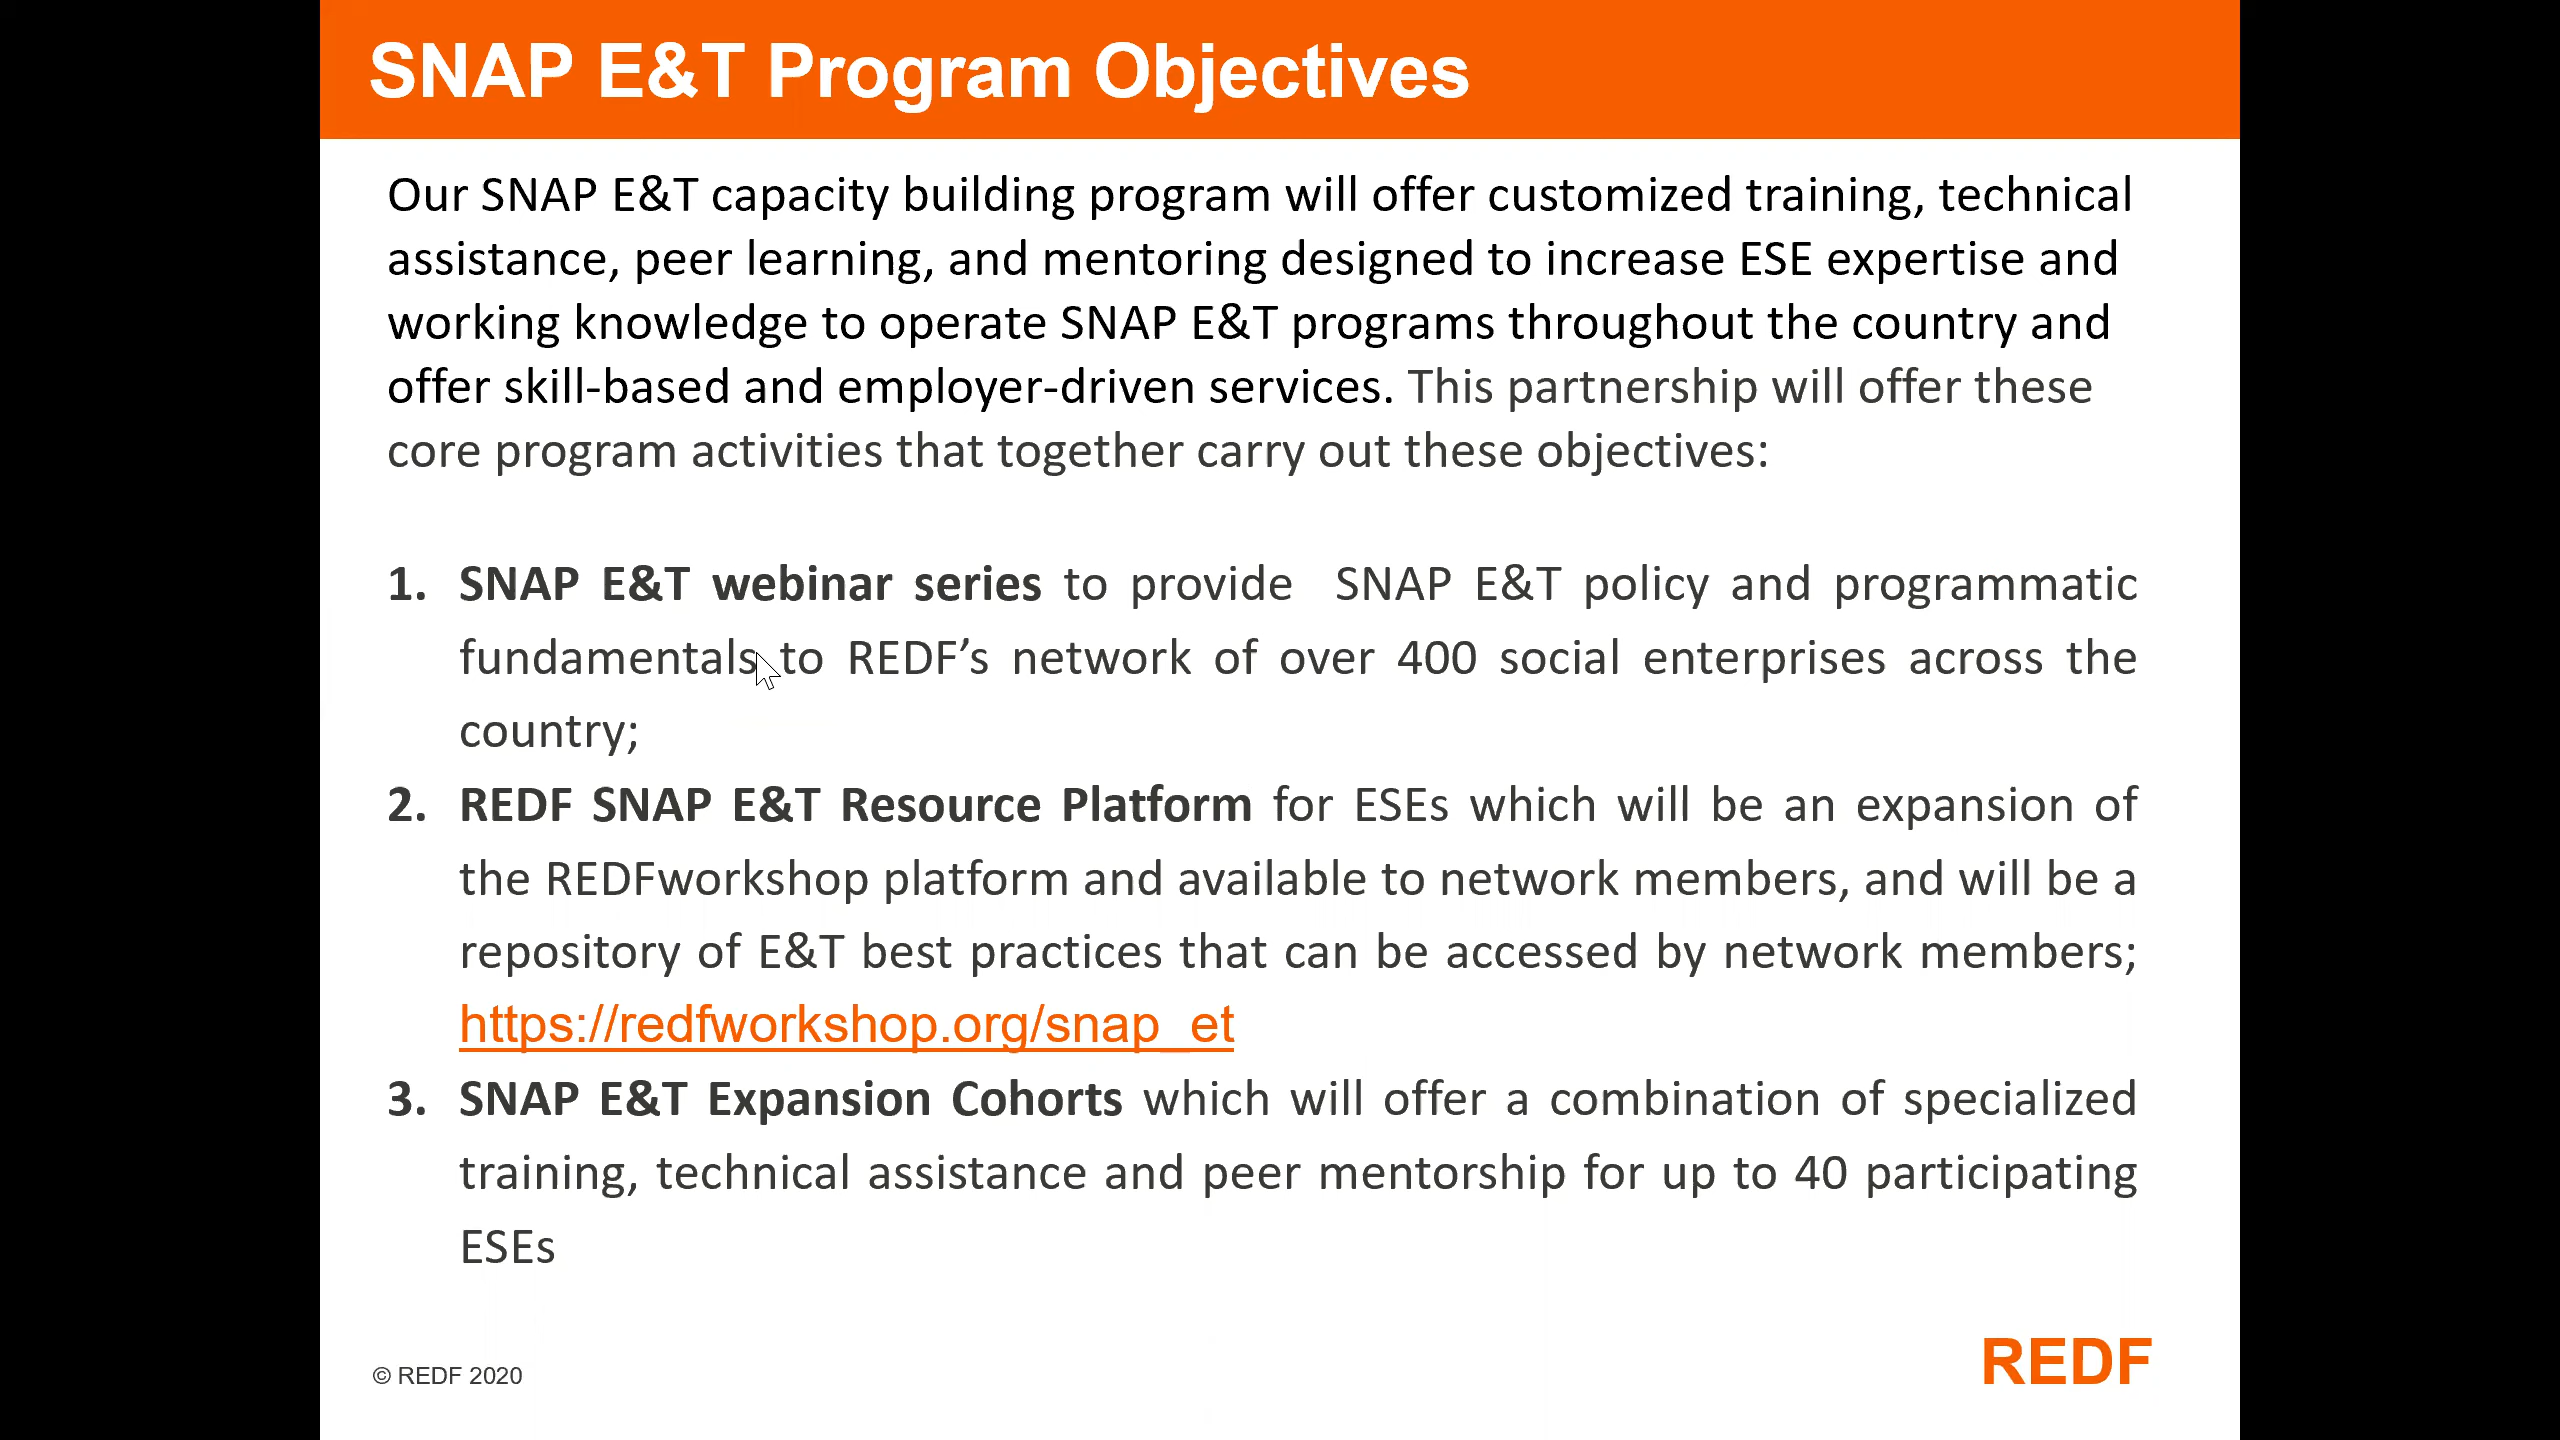 SNAP E&T Program Objectives
Our SNAP E&T capacity building program will offer customized training, technical
assistance, peer learning, and mentoring designed to increase ESE expertise and
working knowledge to operate SNAP E&T programs throughout the country and
offer skill-based and employer-driven services. This partnership will offer these
core program activities that together carry out these objectives:
1. SNAP E&T webinar series to provide SNAP E&T policy and programmatic
fundamentals to REDF’s network of over 400 social enterprises across the
country;
2. REDF SNAP E&T Resource Platform for ESEs which will be an expansion of
the REDFworkshop platform and available to network members, and will be a
repository of E&T best practices that can be accessed by network members;
https://redfworkshop.org/snap_et
3. SNAP E&T Expansion Cohorts which will offer a combination of specialized
training, technical assistance and peer mentorship for up to 40 participating
ESEs
© REDF 2020
REDF